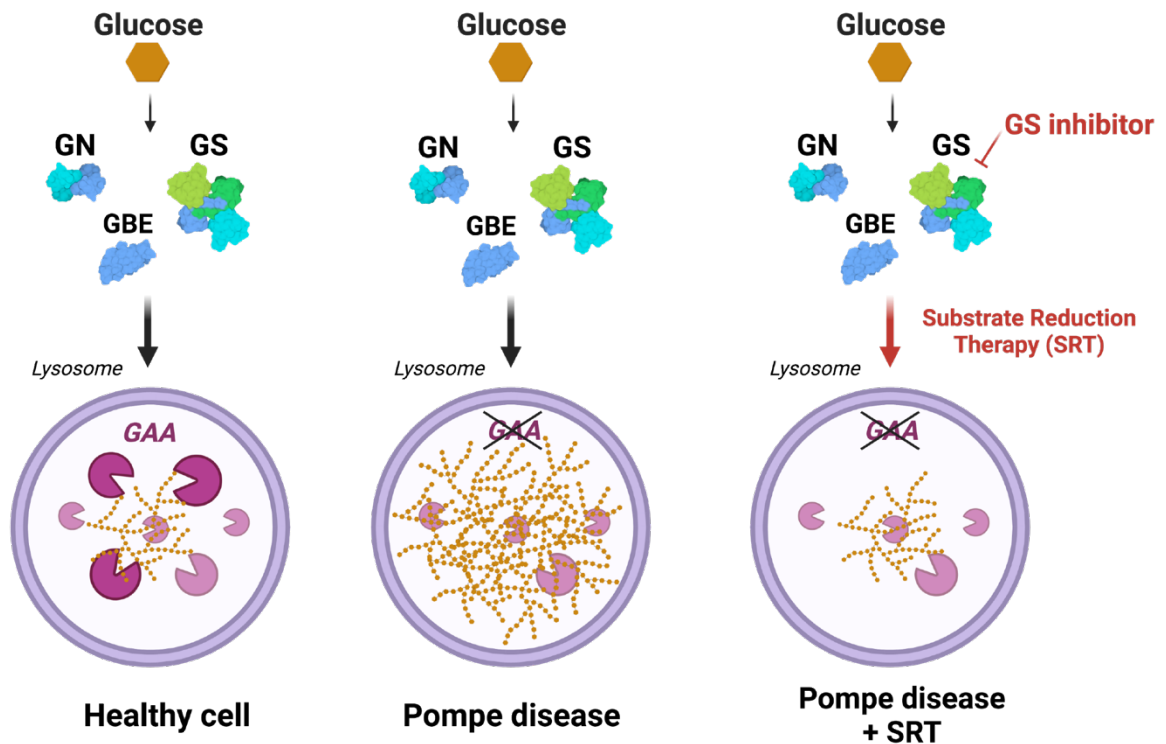 Glucose
GN
GS
GBE
Lysosome
GAA
Healthy cell
Glucose
GN
GS
GBE
Lysosome
GAA
Pompe disease
Glucose
GN
GS
GS inhibitor
GBE
Substrate Reduction
Therapy (SRT)
Lysosome
GAA
Pompe disease
+ SRT